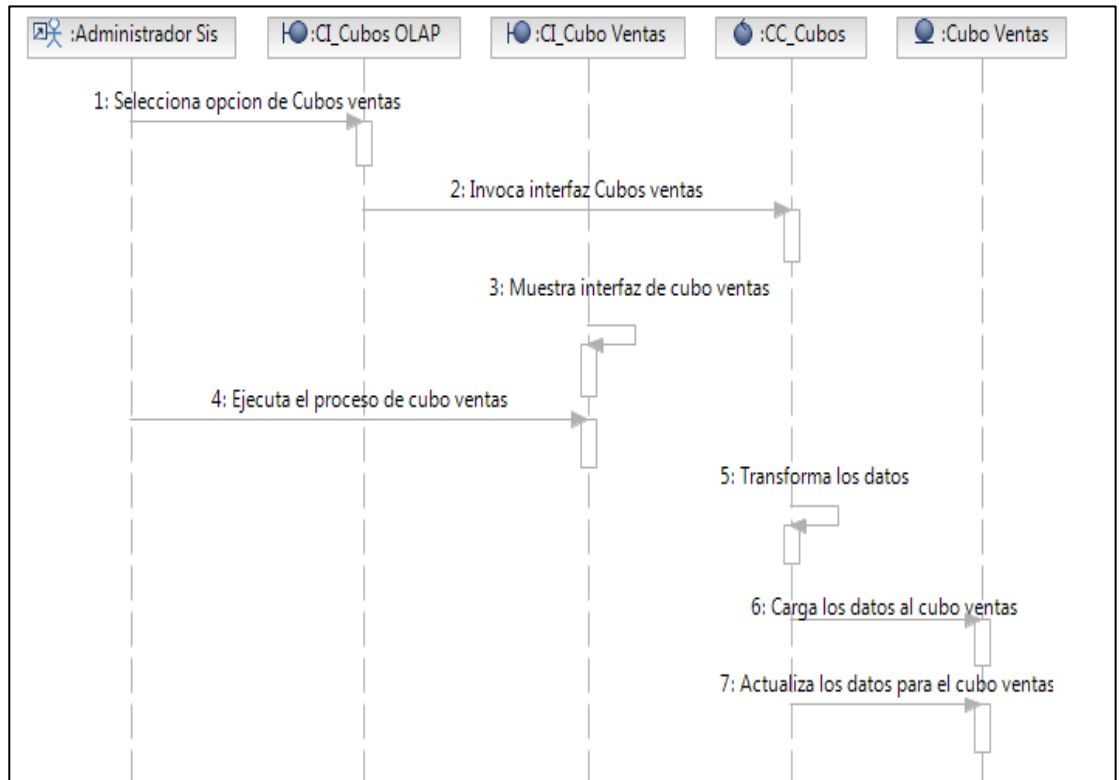 :Administrador Sis
:CI_Cubos OLAP
:CI_Cubo Ventas
:CC_Cubos
:Cubo Ventas
1: Selecciona opcion de Cubos ventas
2: Invoca interfaz Cubos ventas
3: Muestra interfaz de cubo ventas
4: Ejecuta el proceso de cubo ventas
5: Transforma los datos
6: Carga los datos al cubo ventas
7: Actualiza los datos para el cubo ventas